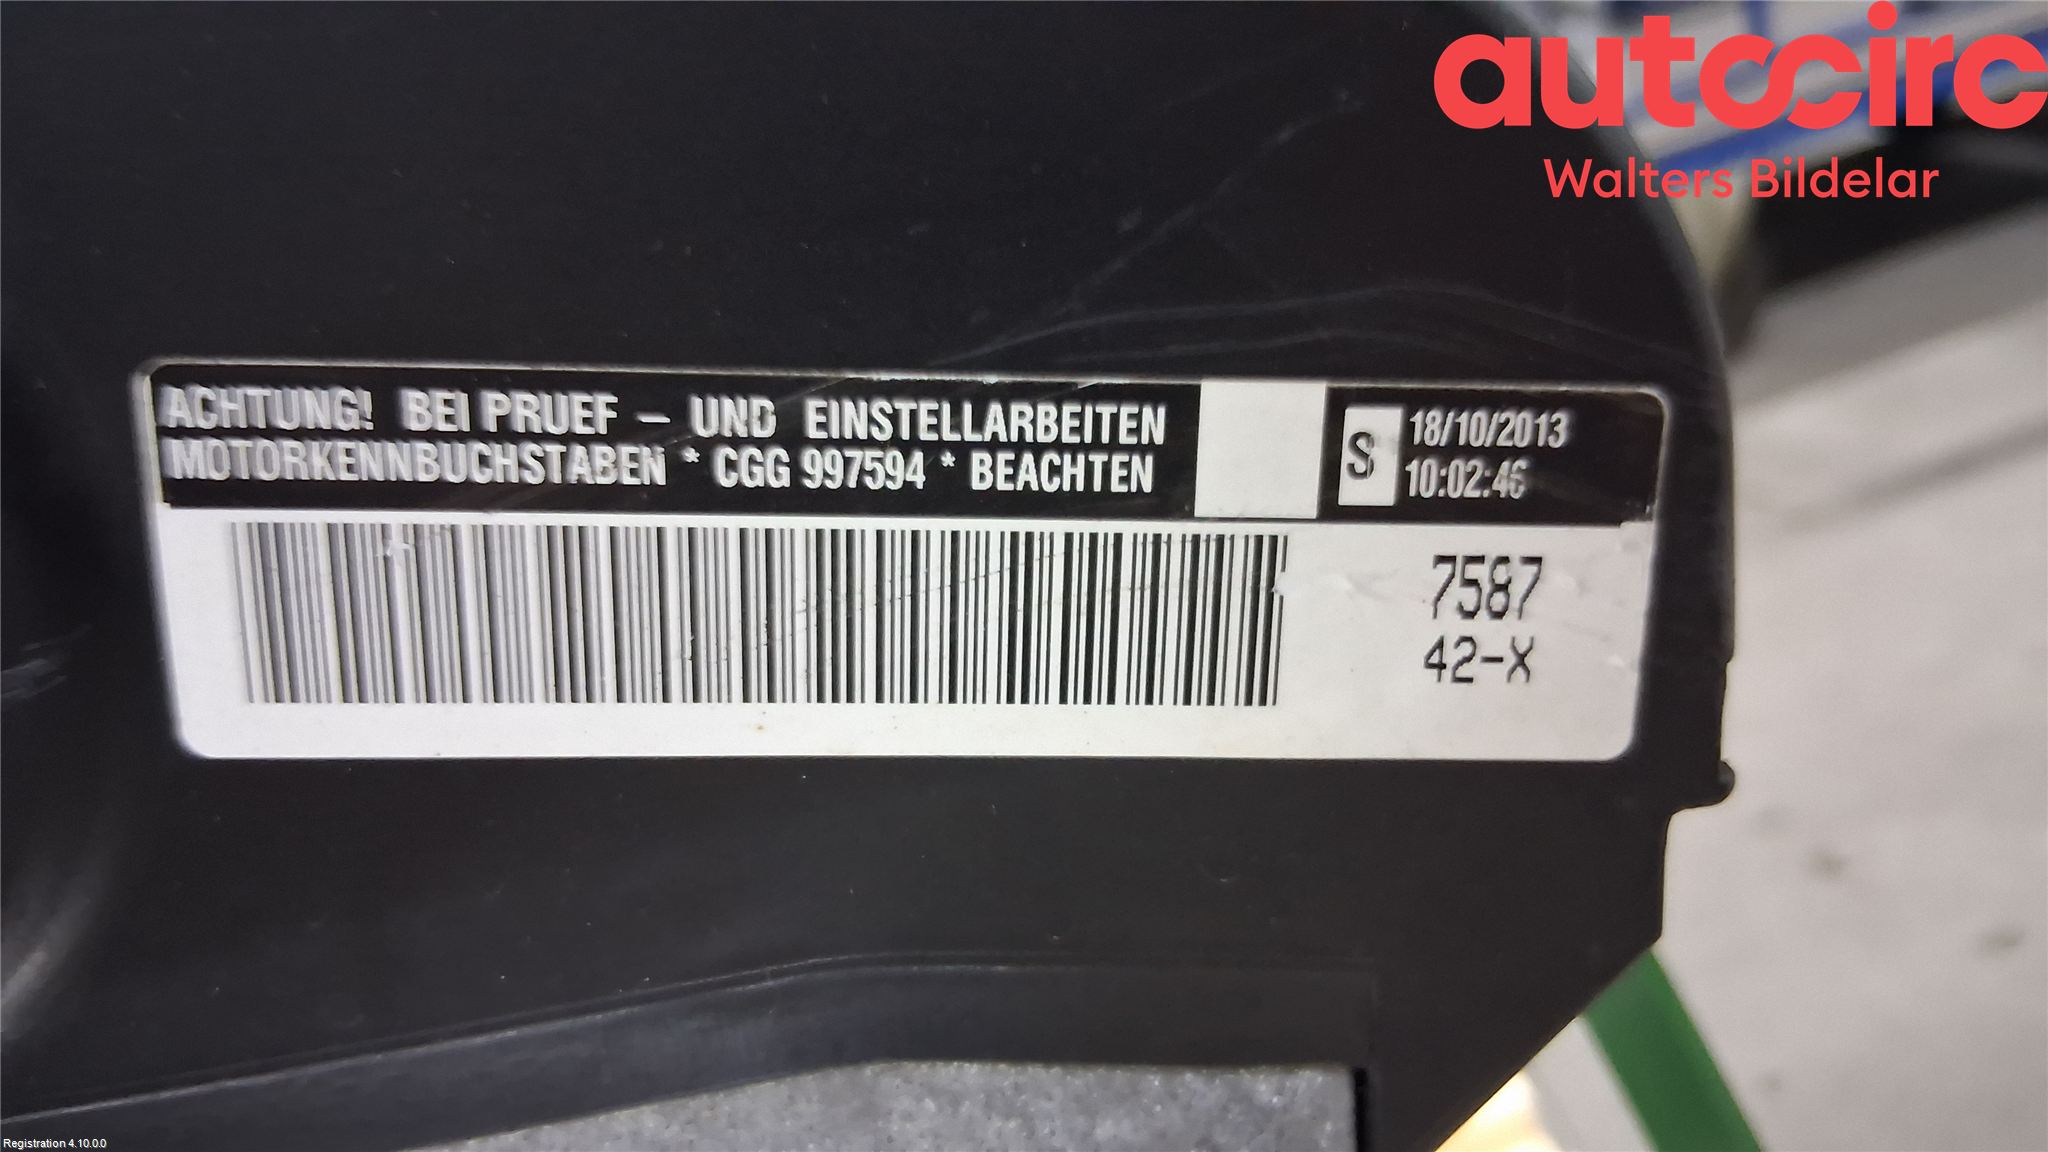 autocirc
Walters Bildelar
ACHTUNG! BEI PRUEF - UND EINSTELLARBEITEN
MOTORKENNBUCHSTABEN * CGG 997594 * BEACHTEN
S
18/10/2013
10:02:46
7587
42-X
Registration 4.10.0.0